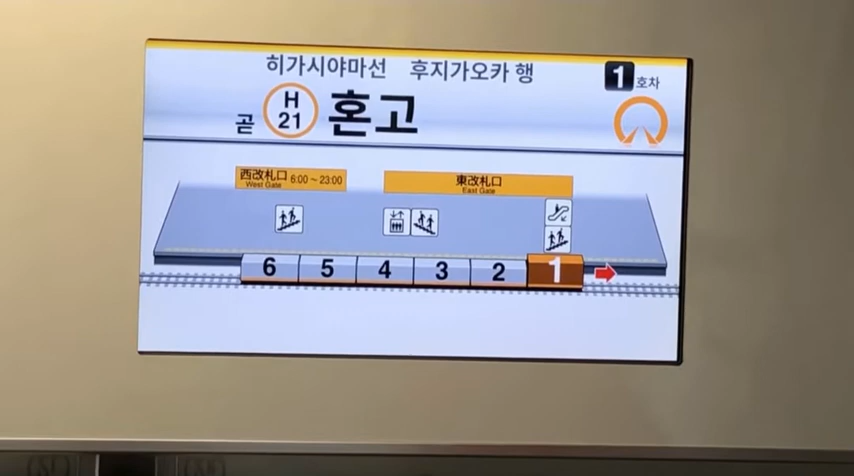 히가시야마선 후지가오카 행
1 호차
곧 H 21 혼고
西改札口 6:00~23:00
West Gate
東改札口
East Gate
6 5 4 3 2 1